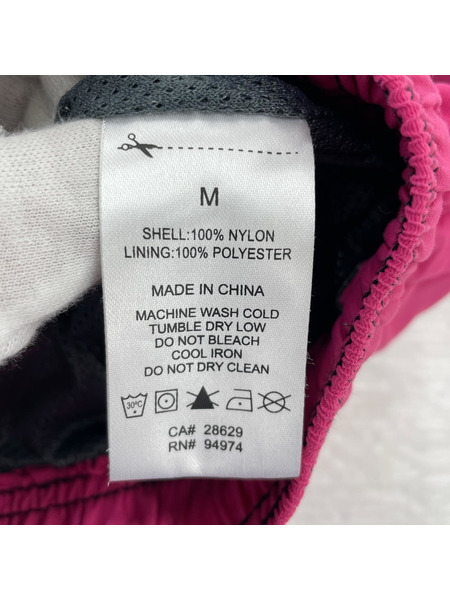 M
SHELL:100% NYLON
LINING:100% POLYESTER
MADE IN CHINA
MACHINE WASH COLD
TUMBLE DRY LOW
DO NOT BLEACH
COOL IRON
DO NOT DRY CLEAN
30°C
CA# 28629
RN# 94974